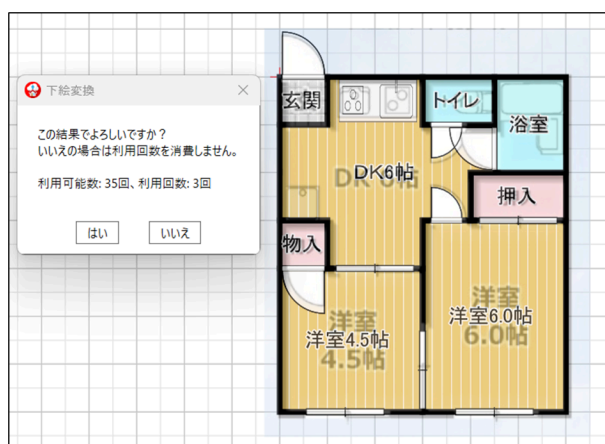 下絵変換
この結果でよろしいですか？
いいえの場合は利用回数を消費しません。
利用可能数: 35回、利用回数: 3回
はい
いいえ
玄関
トイレ
浴室
DK6帖
DK 6帖
押入
物入
洋室
洋室6.0帖
6.0帖
洋室
洋室4.5帖
4.5帖